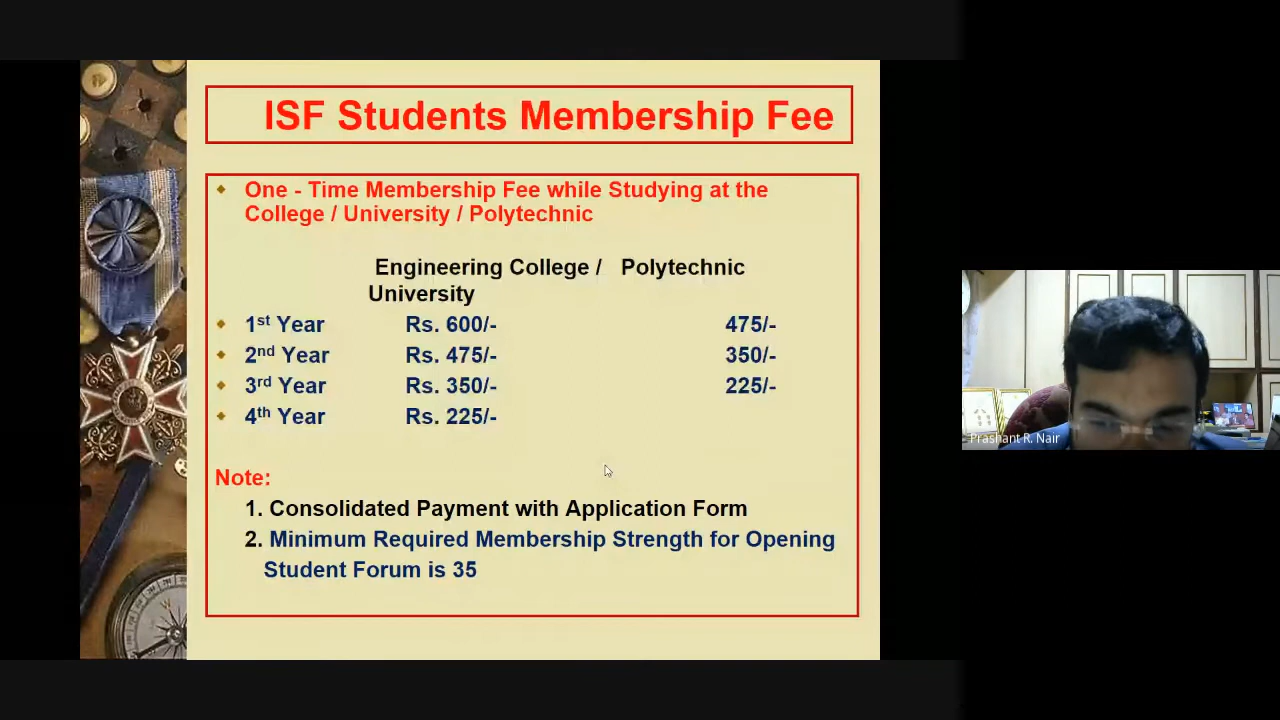 ISF Students Membership Fee
One - Time Membership Fee while Studying at the
College / University / Polytechnic
Engineering College / Polytechnic
University
1st Year Rs. 600/- 475/-
2nd Year Rs. 475/- 350/-
3rd Year Rs. 350/- 225/-
4th Year Rs. 225/-
Note:
1. Consolidated Payment with Application Form
2. Minimum Required Membership Strength for Opening
Student Forum is 35
Prashant R. Nair